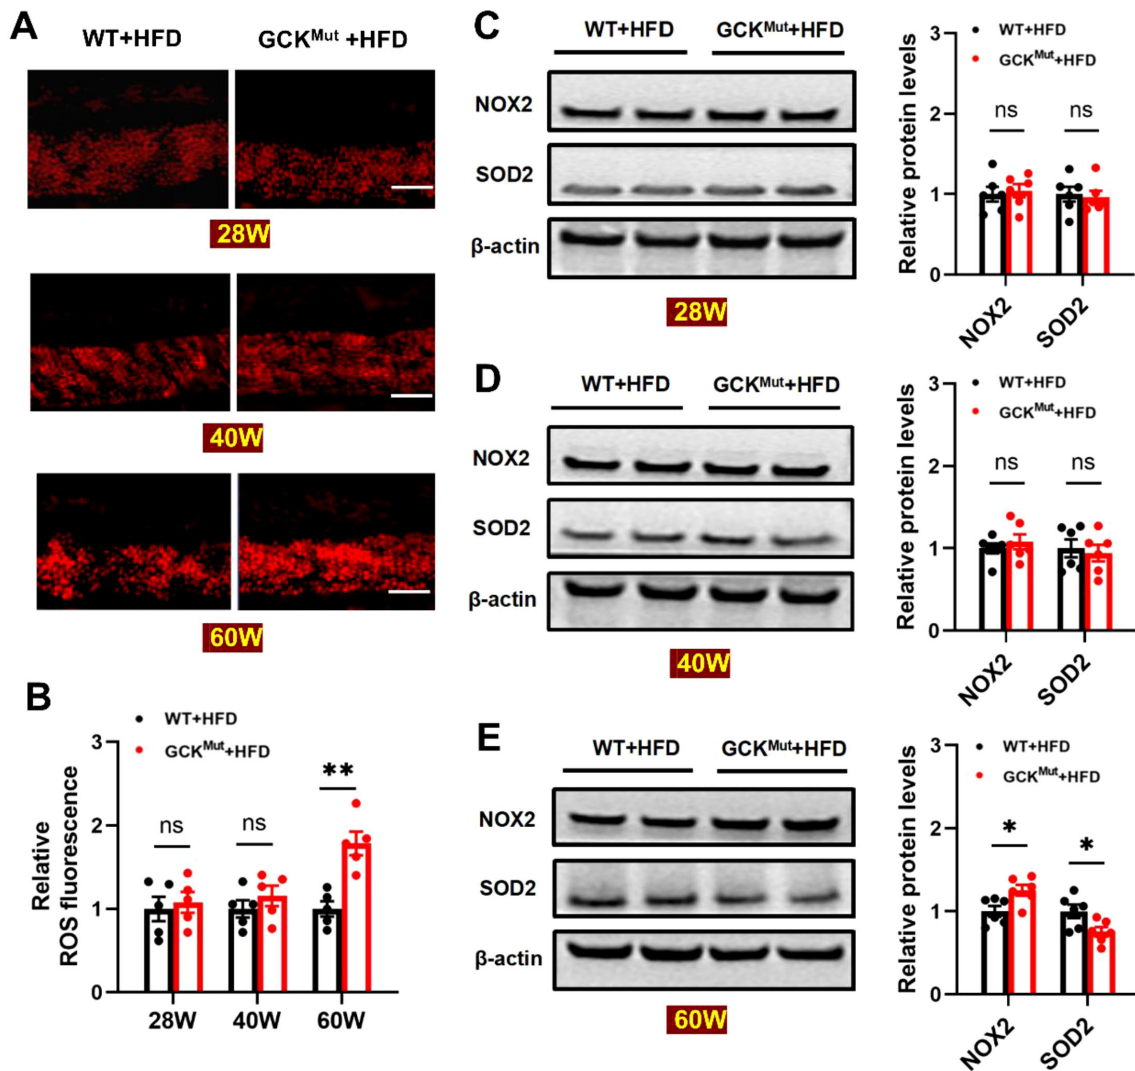 A
WT+HFD
GCK^Mut +HFD
28W
40W
60W
B
WT+HFD
GCK^Mut+HFD
Relative
ROS fluorescence
3
2
1
0
ns
ns
**
28W
40W
60W
C
WT+HFD
GCK^Mut+HFD
NOX2
SOD2
β-actin
28W
WT+HFD
GCK^Mut+HFD
Relative protein levels
3
2
1
0
ns
ns
NOX2
SOD2
D
WT+HFD
GCK^Mut+HFD
NOX2
SOD2
β-actin
40W
WT+HFD
GCK^Mut+HFD
Relative protein levels
3
2
1
0
ns
ns
NOX2
SOD2
E
WT+HFD
GCK^Mut+HFD
NOX2
SOD2
β-actin
60W
WT+HFD
GCK^Mut+HFD
Relative protein levels
3
2
1
0
*
*
NOX2
SOD2